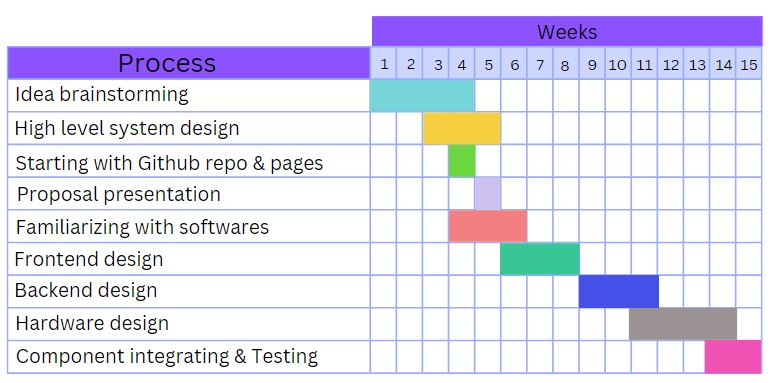 Weeks
Process 1 2 3 4 5 6 7 8 9 10 11 12 13 14 15
Idea brainstorming
High level system design
Starting with Github repo & pages
Proposal presentation
Familiarizing with softwares
Frontend design
Backend design
Hardware design
Component integrating & Testing